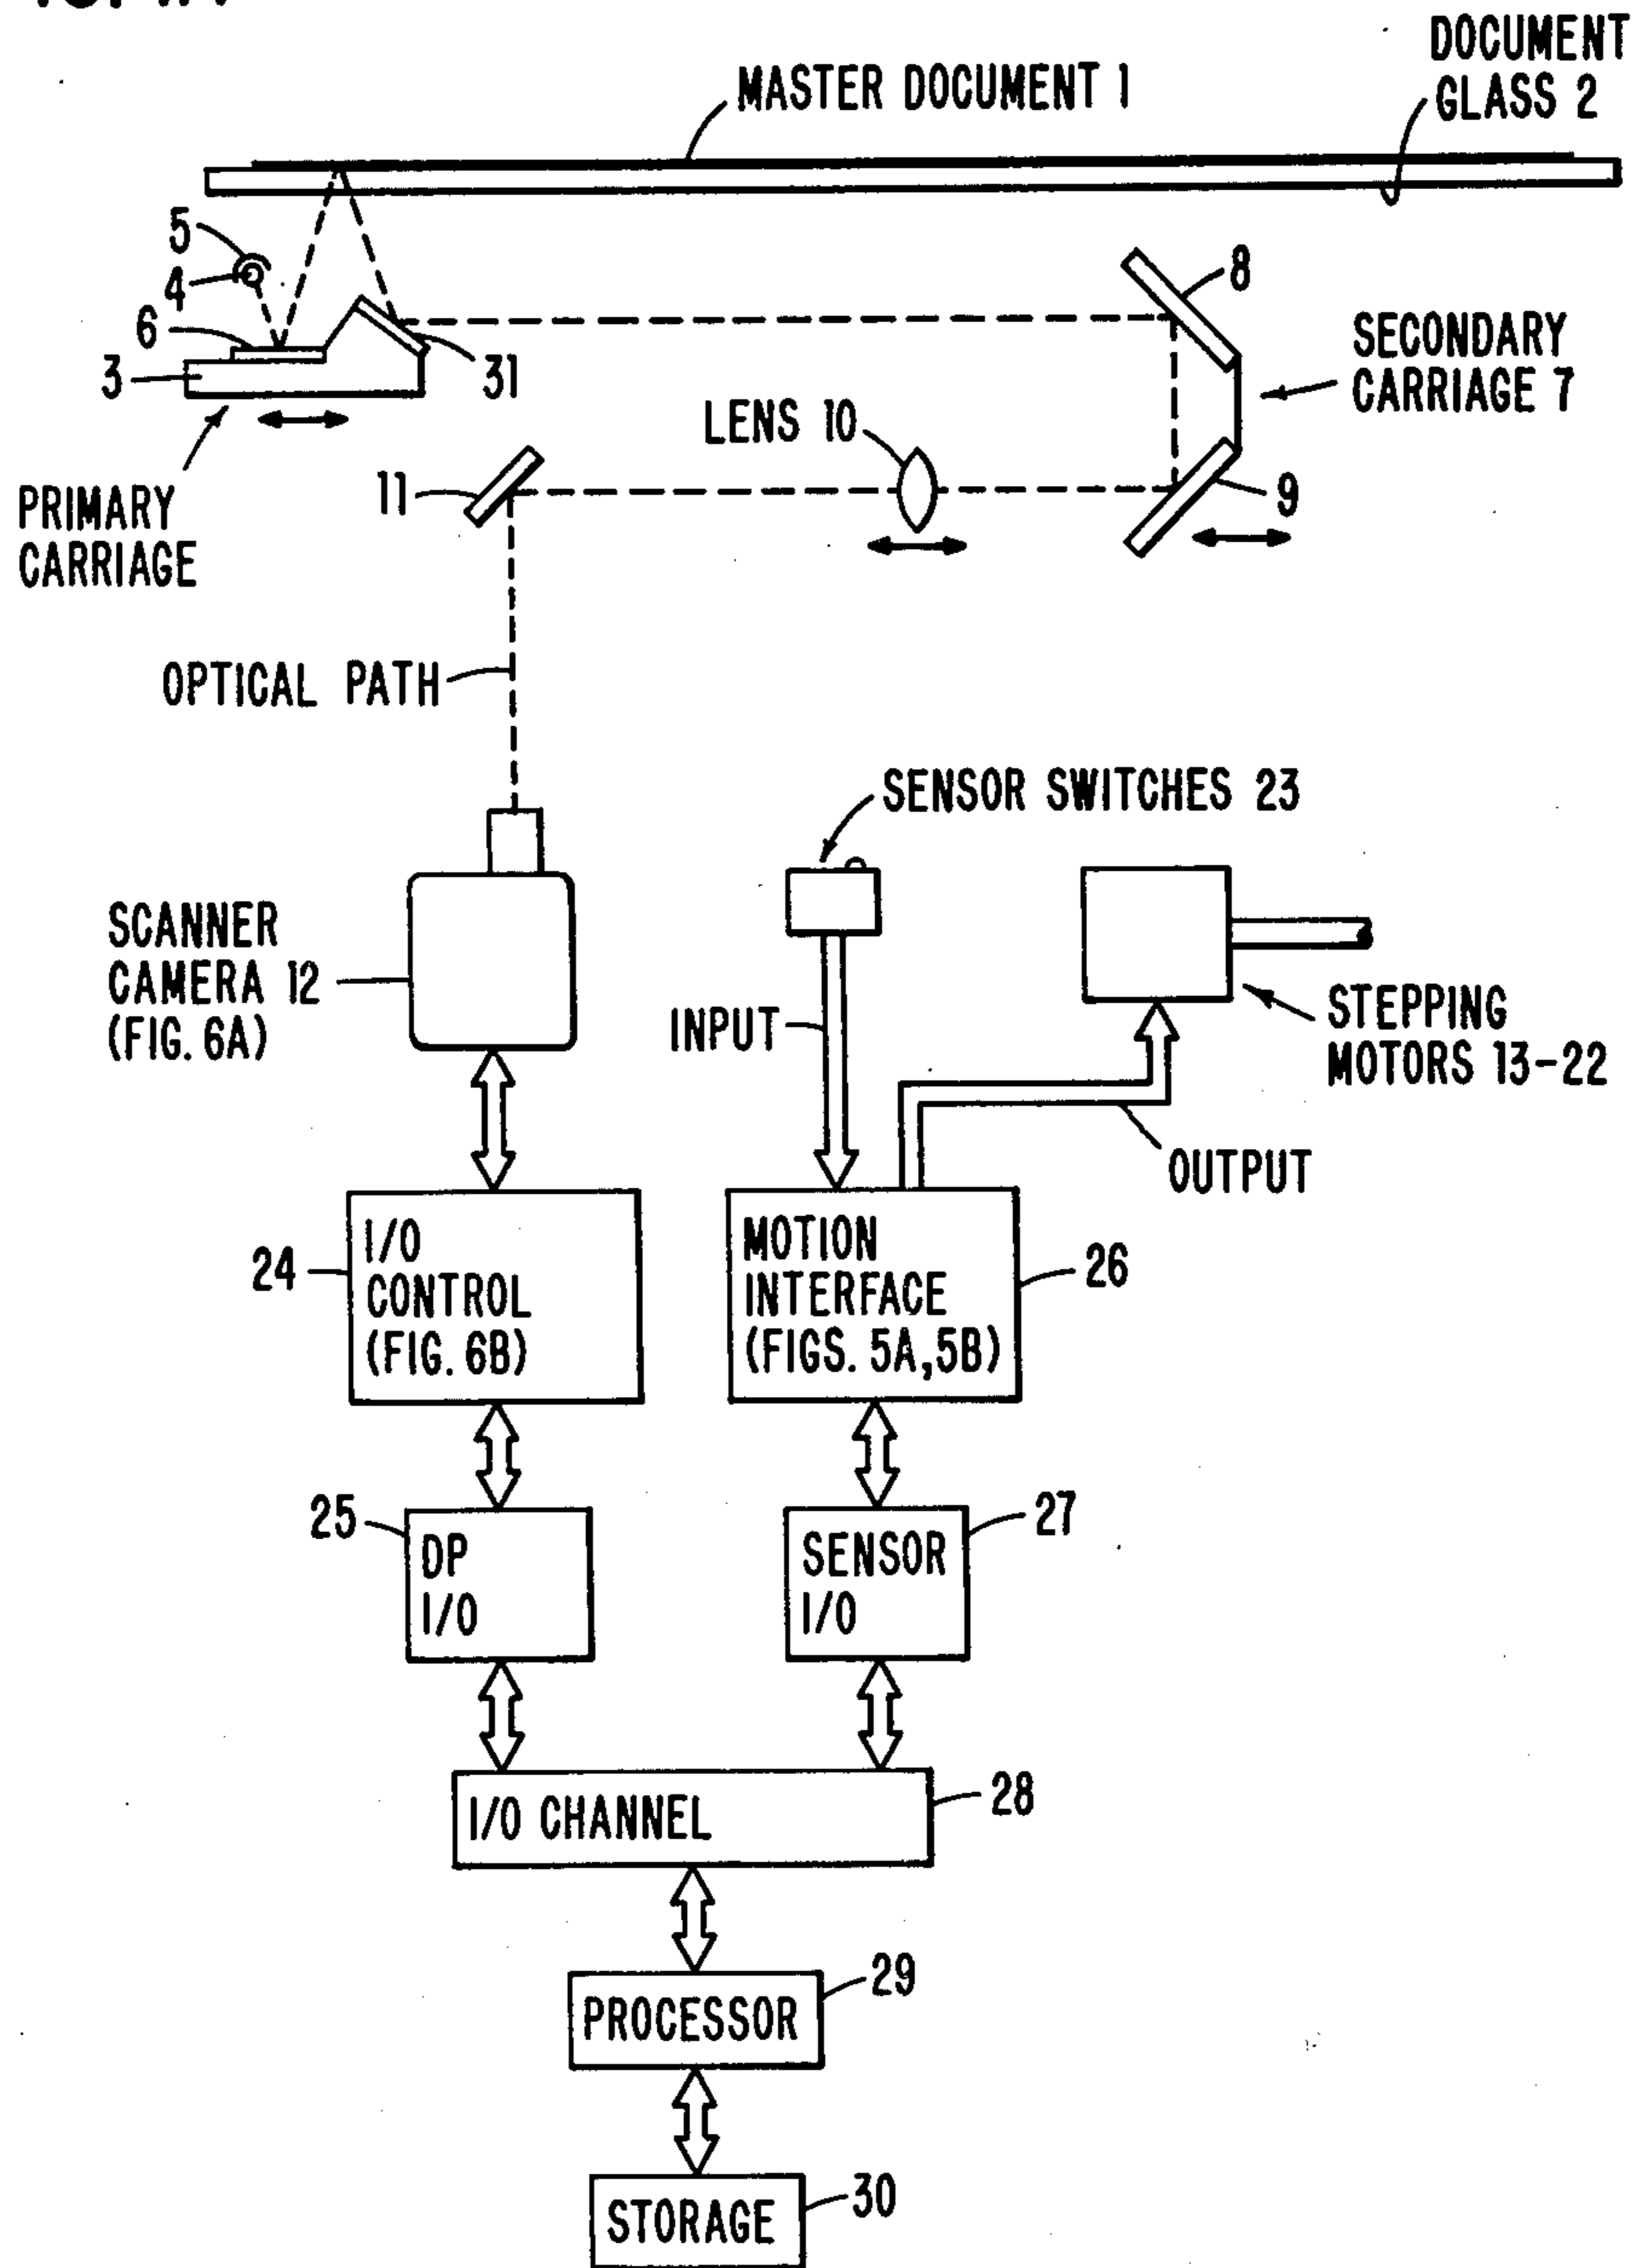 DOCUMENT
GLASS 2
MASTER DOCUMENT 1
5
4
6
3
31
8
SECONDARY
CARRIAGE 7
LENS 10
11
9
PRIMARY
CARRIAGE
OPTICAL PATH
SENSOR SWITCHES 23
SCANNER
CAMERA 12
(FIG. 6A)
INPUT
STEPPING
MOTORS 13-22
OUTPUT
24
I/O
CONTROL
(FIG. 6B)
MOTION
INTERFACE
(FIGS. 5A,5B)
26
25
DP
I/O
SENSOR
I/O
27
I/O CHANNEL
28
PROCESSOR
29
STORAGE
30